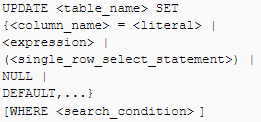 UPDATE <table_name> SET
{<column_name> = <literal> |
<expression> |
(<single_row_select_statement>) |
NULL |
DEFAULT,...}
[WHERE <search_condition> ]